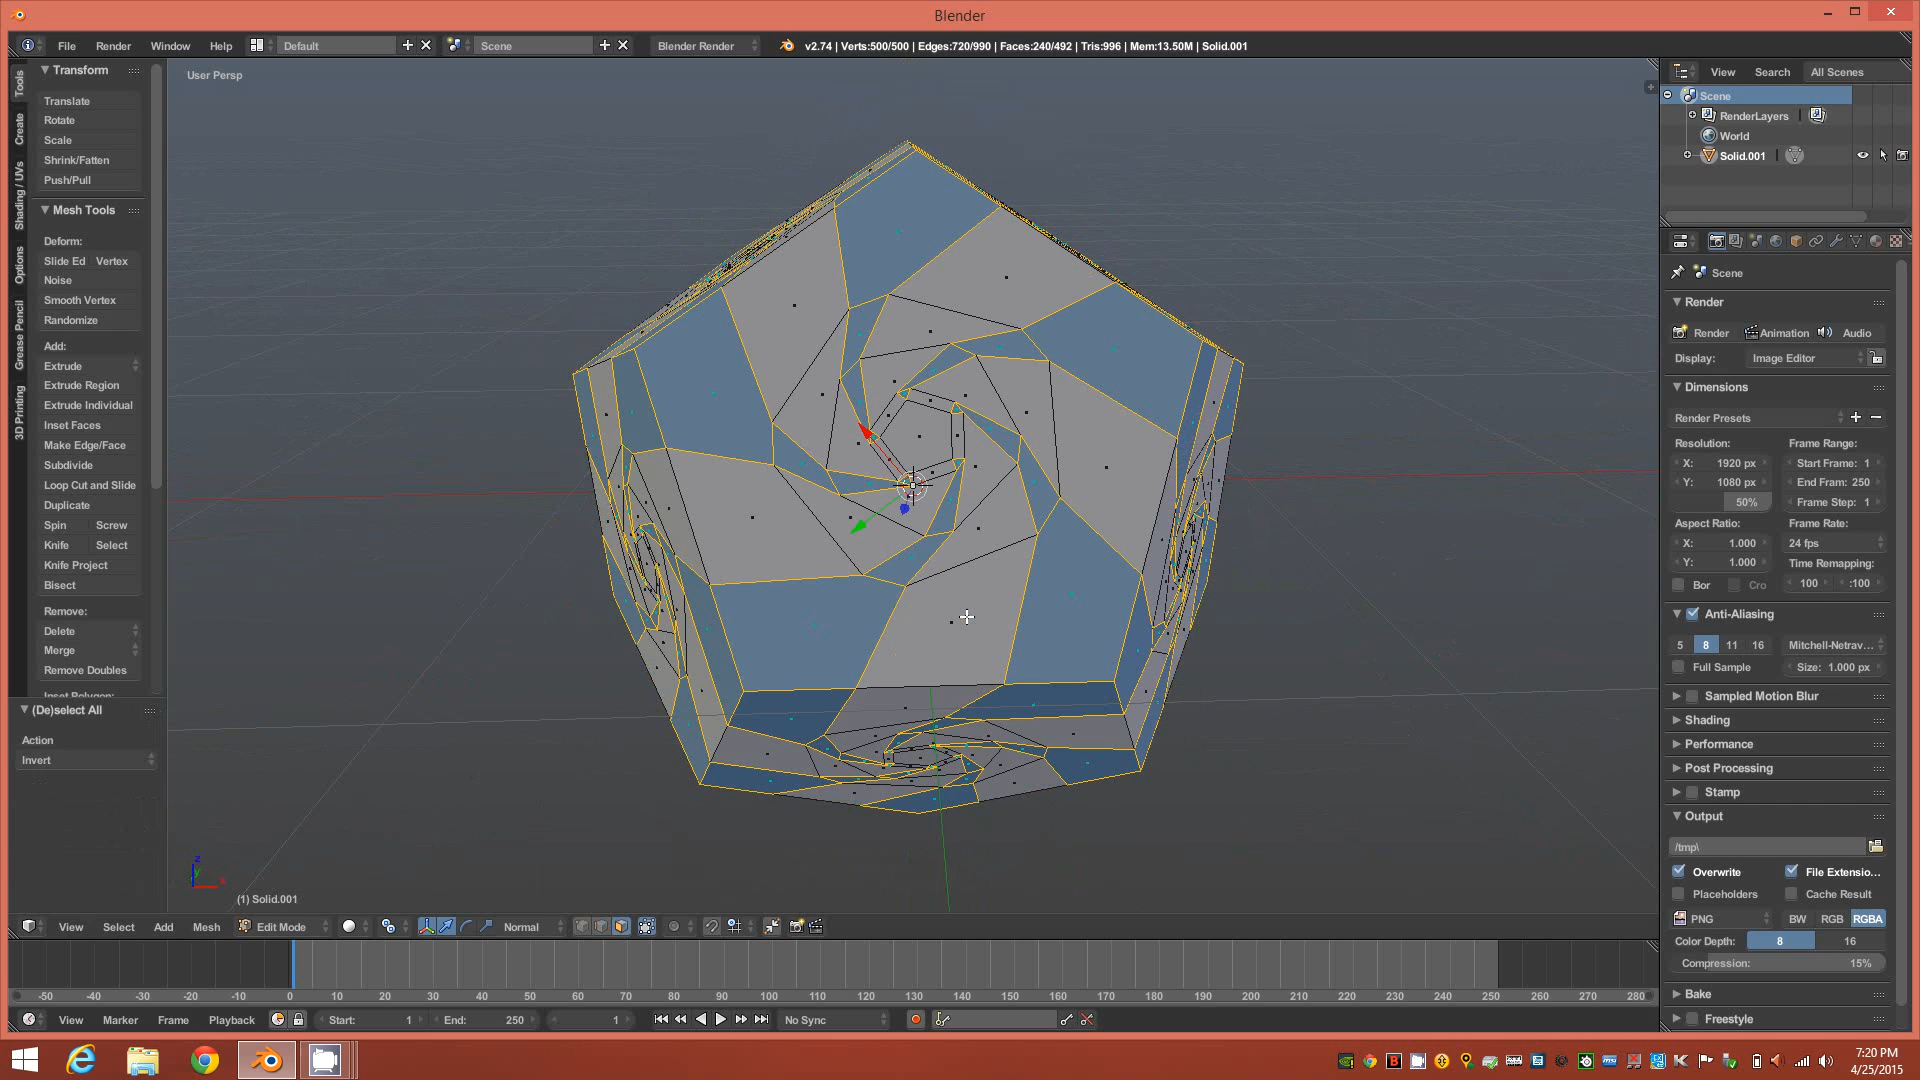 Blender
File Render Window Help Default Scene Blender Render v2.74 | Verts:500/500 | Edges:720/990 | Faces:240/492 | Tris:996 | Mem:13.50M | Solid.001
Tools
Create
Shading / UVs
Options
Grease Pencil
3D Printing
Transform
Translate
Rotate
Scale
Shrink/Fatten
Push/Pull
Mesh Tools
Deform:
Slide Ed Vertex
Noise
Smooth Vertex
Randomize
Add:
Extrude
Extrude Region
Extrude Individual
Inset Faces
Make Edge/Face
Subdivide
Loop Cut and Slide
Duplicate
Spin Screw
Knife Select
Knife Project
Bisect
Remove:
Delete
Merge
Remove Doubles
Inset Polygon:
(De)select All
Action
Invert
User Persp
z
y
x
(1) Solid.001
View Select Add Mesh Edit Mode Normal
-50 -40 -30 -20 -10 0 10 20 30 40 50 60 70 80 90 100 110 120 130 140 150 160 170 180 190 200 210 220 230 240 250 260 270 280
View Marker Frame Playback Start: 1 End: 250 1 No Sync
View Search All Scenes
Scene
RenderLayers
World
Solid.001
Scene
Render
Render Animation Audio
Display: Image Editor
Dimensions
Render Presets
Resolution: Frame Range:
X: 1920 px Start Frame: 1
Y: 1080 px End Fram: 250
50% Frame Step: 1
Aspect Ratio: Frame Rate:
X: 1.000 24 fps
Y: 1.000 Time Remapping:
Bor Cro 100 :100
Anti-Aliasing
5 8 11 16 Mitchell-Netrav...
Full Sample Size: 1.000 px
Sampled Motion Blur
Shading
Performance
Post Processing
Stamp
Output
/tmp\
Overwrite File Extensio...
Placeholders Cache Result
PNG BW RGB RGBA
Color Depth: 8 16
Compression: 15%
Bake
Freestyle
7:20 PM
4/25/2015